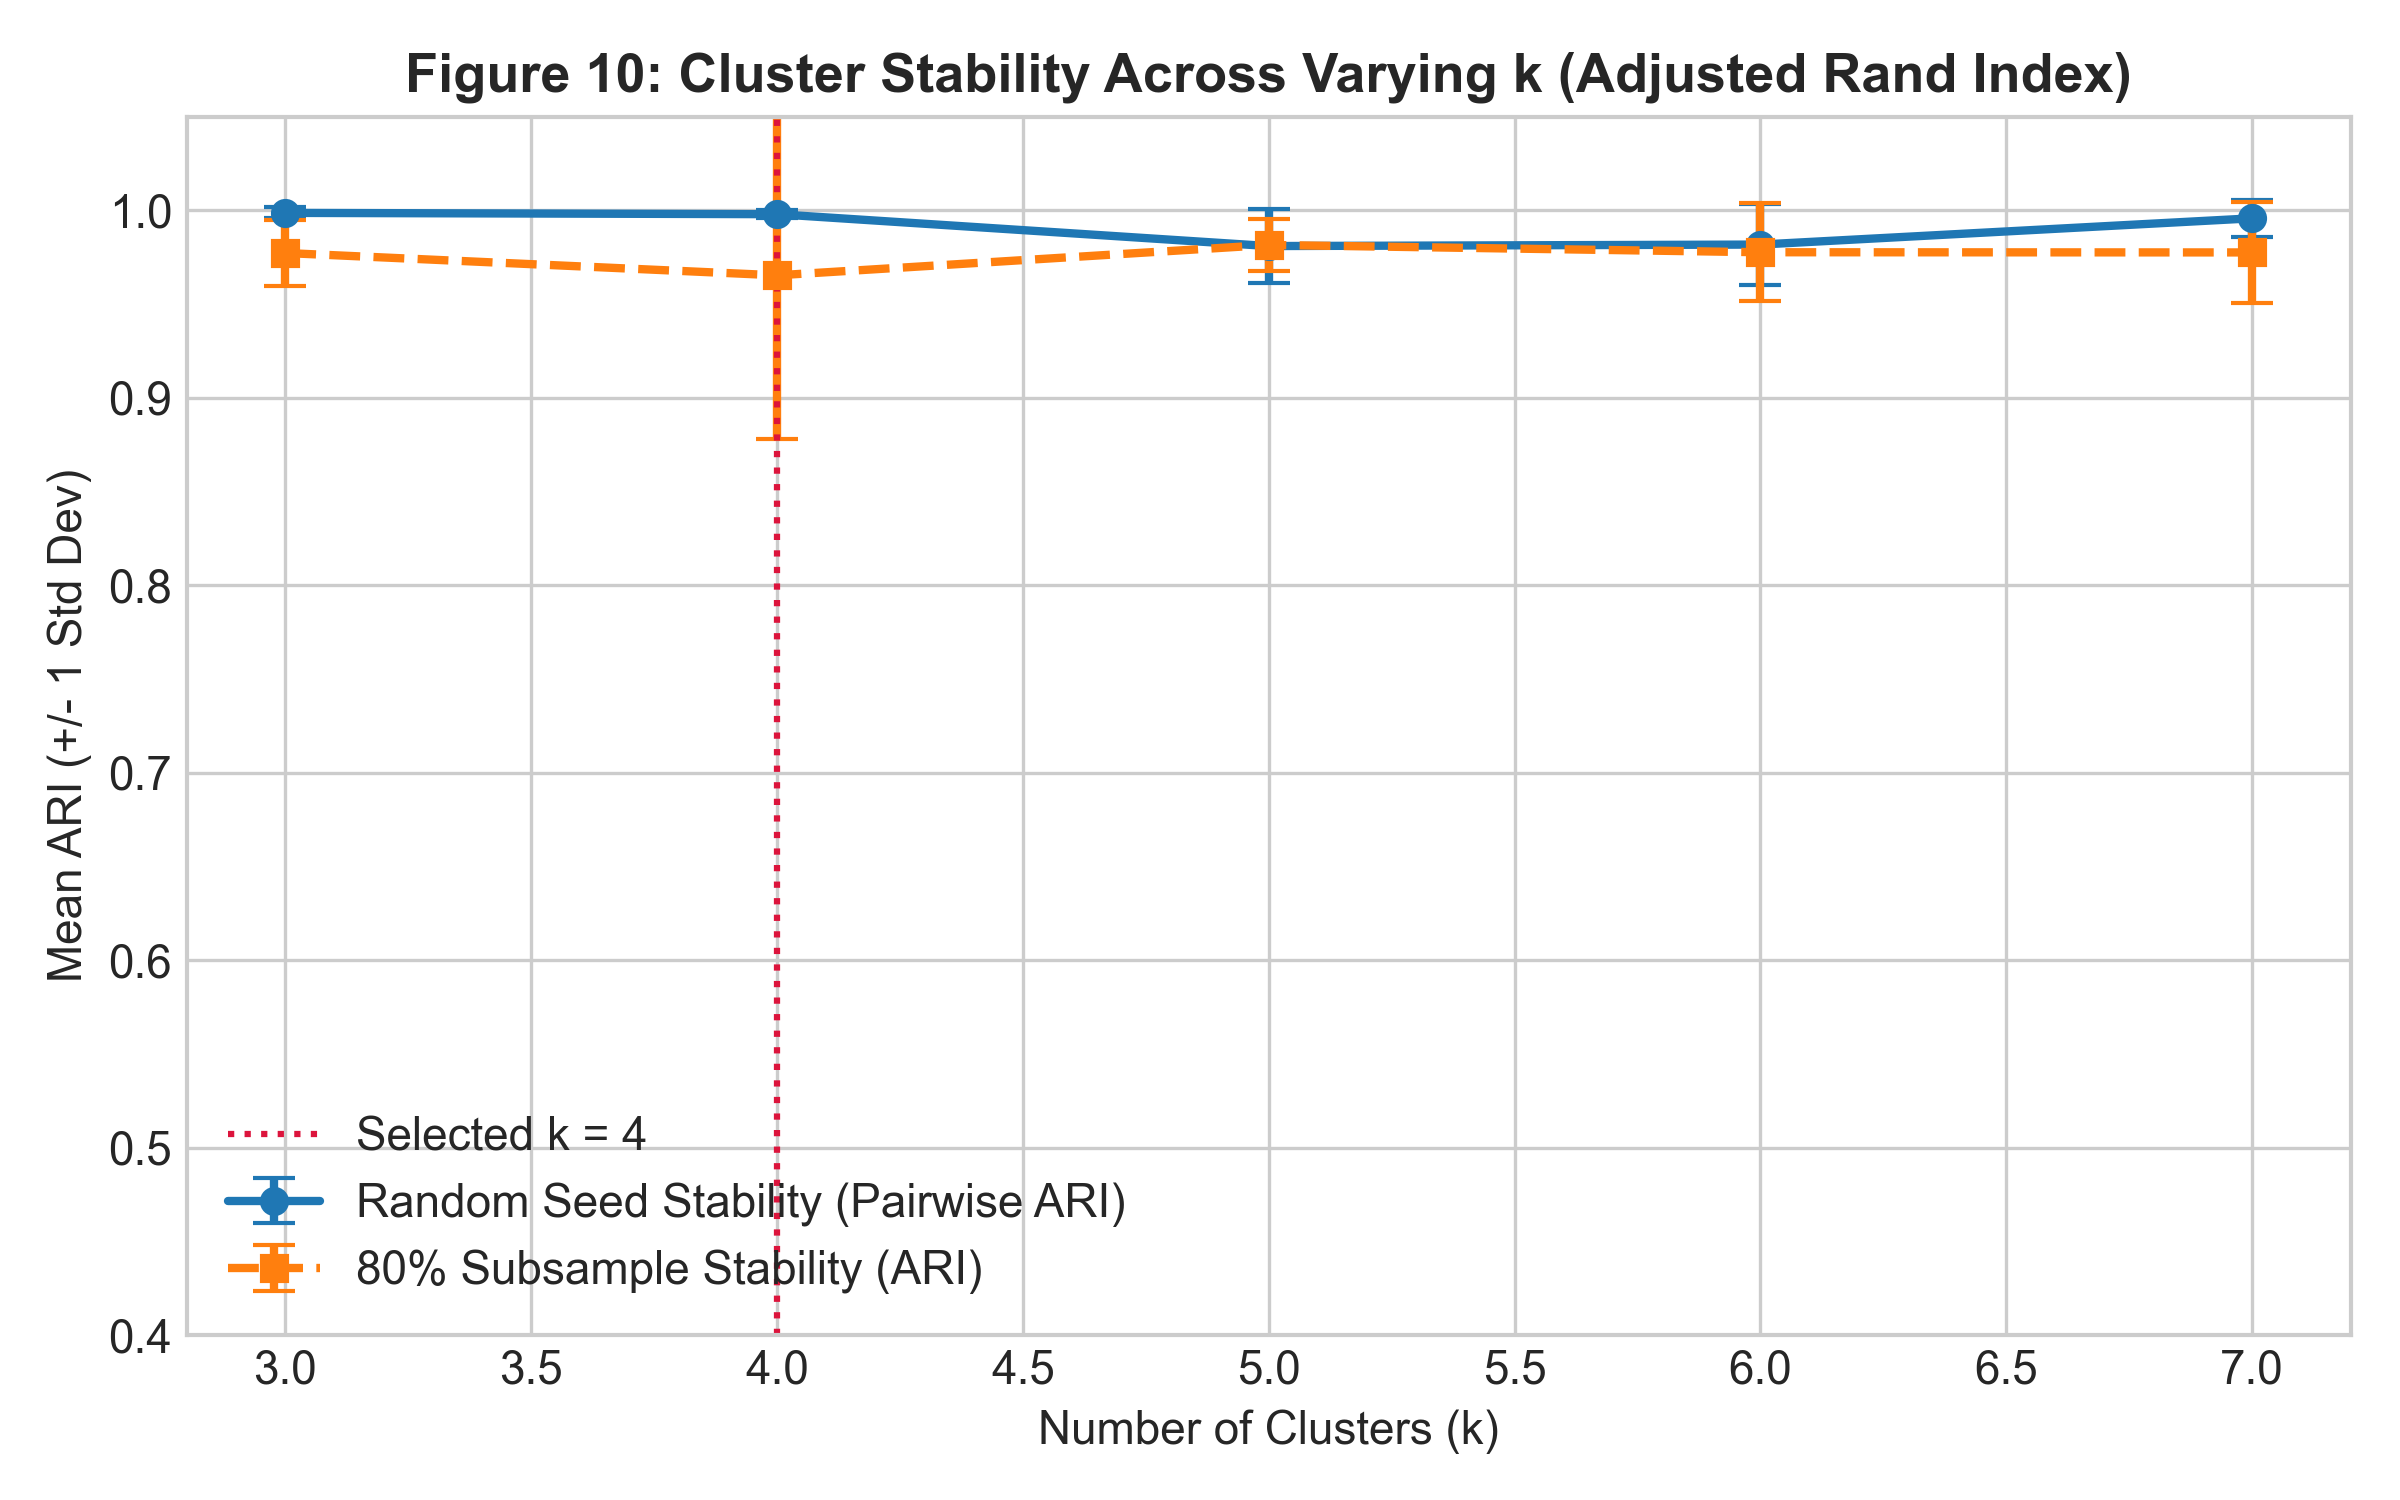 Figure 10: Cluster Stability Across Varying k (Adjusted Rand Index)
Mean ARI (+/- 1 Std Dev)
1.0
0.9
0.8
0.7
0.6
0.5
0.4
Selected k = 4
Random Seed Stability (Pairwise ARI)
80% Subsample Stability (ARI)
3.0 3.5 4.0 4.5 5.0 5.5 6.0 6.5 7.0
Number of Clusters (k)